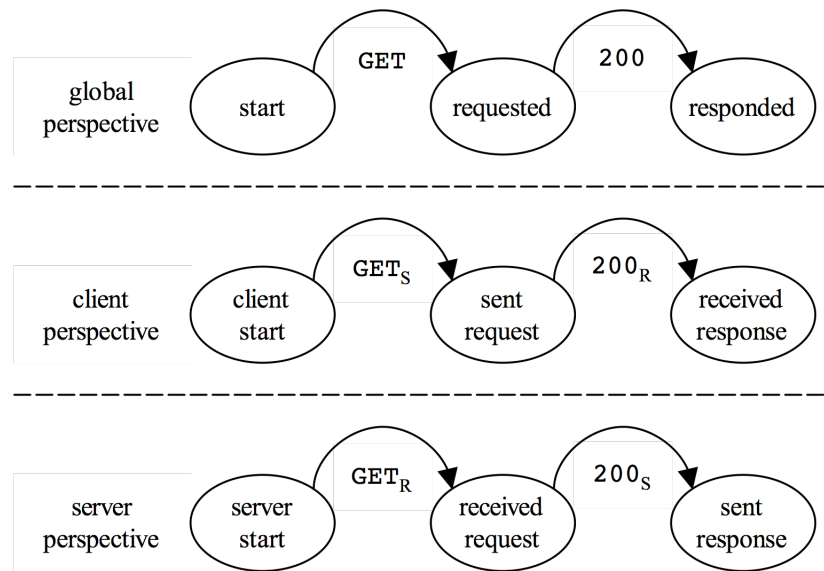 global
perspective
start
GET
requested
200
responded
client
perspective
client
start
GETS
sent
request
200R
received
response
server
perspective
server
start
GETR
received
request
200S
sent
response